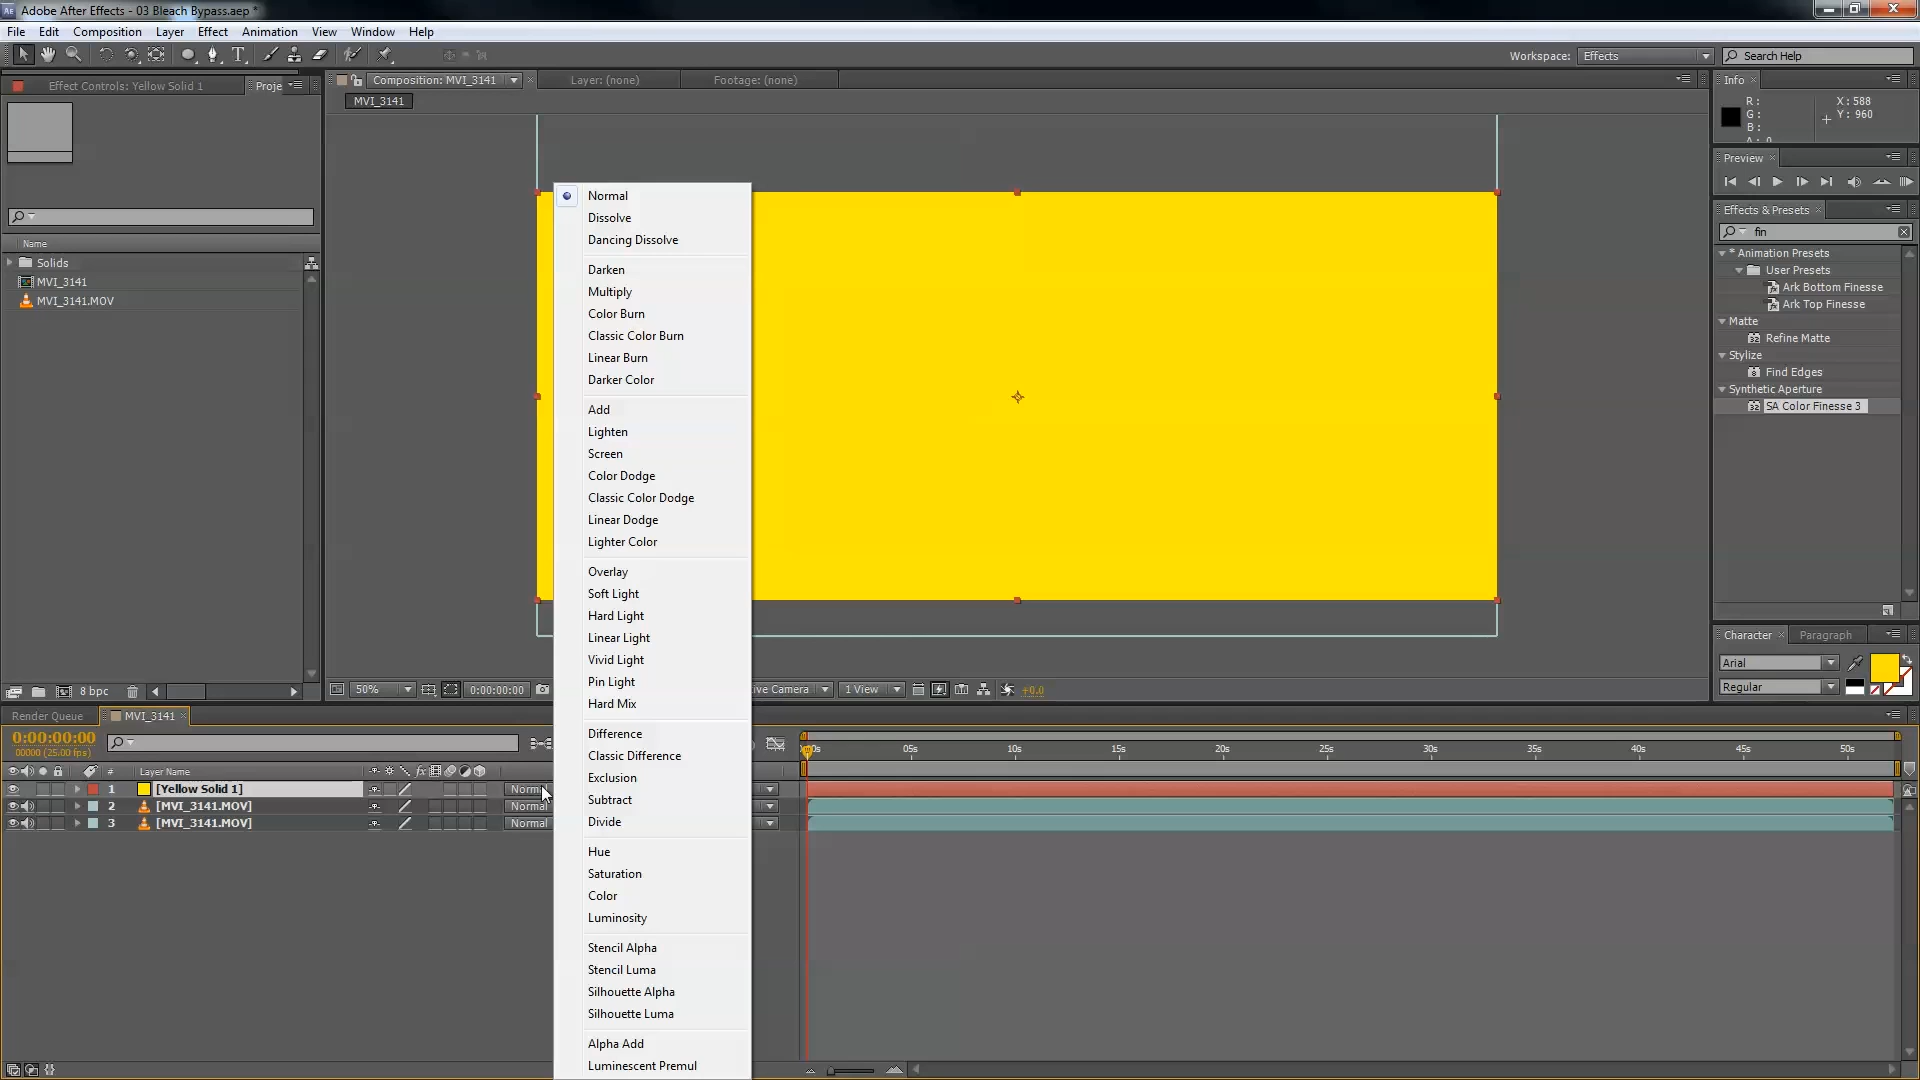 Adobe After Effects - 03 Bleach Bypass.aep *
File Edit Composition Layer Effect Animation View Window Help
Workspace: Effects Search Help
Effect Controls: Yellow Solid 1 Proje
Composition: MVI_3141 Layer: (none) Footage: (none)
MVI_3141
Name
Solids
MVI_3141
MVI_3141.MOV
8 bpc
Normal
Dissolve
Dancing Dissolve
Darken
Multiply
Color Burn
Classic Color Burn
Linear Burn
Darker Color
Add
Lighten
Screen
Color Dodge
Classic Color Dodge
Linear Dodge
Lighter Color
Overlay
Soft Light
Hard Light
Linear Light
Vivid Light
Pin Light
Hard Mix
Difference
Classic Difference
Exclusion
Subtract
Divide
Hue
Saturation
Color
Luminosity
Stencil Alpha
Stencil Luma
Silhouette Alpha
Silhouette Luma
Alpha Add
Luminescent Premul
50% 0:00:00:00 ive Camera 1 View +0.0
Info
R: X: 588
G: Y: 960
B:
A: 0
Preview
Effects & Presets
fin
* Animation Presets
User Presets
Ark Bottom Finesse
Ark Top Finesse
Matte
Refine Matte
Stylize
Find Edges
Synthetic Aperture
SA Color Finesse 3
Character Paragraph
Arial
Regular
Render Queue MVI_3141
0:00:00:00
00000 (25.00 fps)
05s 10s 15s 20s 25s 30s 35s 40s 45s 50s
# Layer Name
1 [Yellow Solid 1] Normal
2 [MVI_3141.MOV] Normal
3 [MVI_3141.MOV] Normal